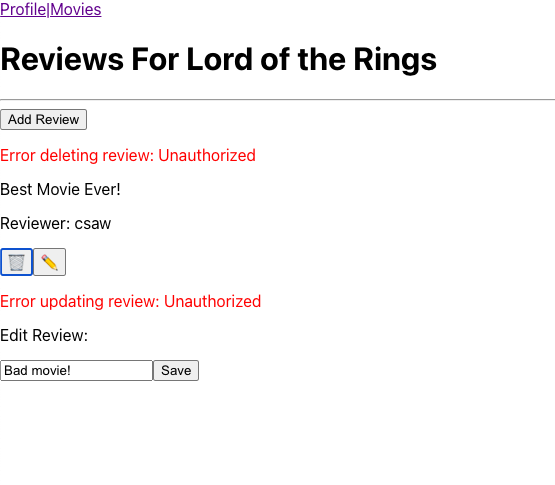 Profile|Movies
Reviews For Lord of the Rings
Add Review
Error deleting review: Unauthorized
Best Movie Ever!
Reviewer: csaw
Error updating review: Unauthorized
Edit Review:
Bad movie! Save